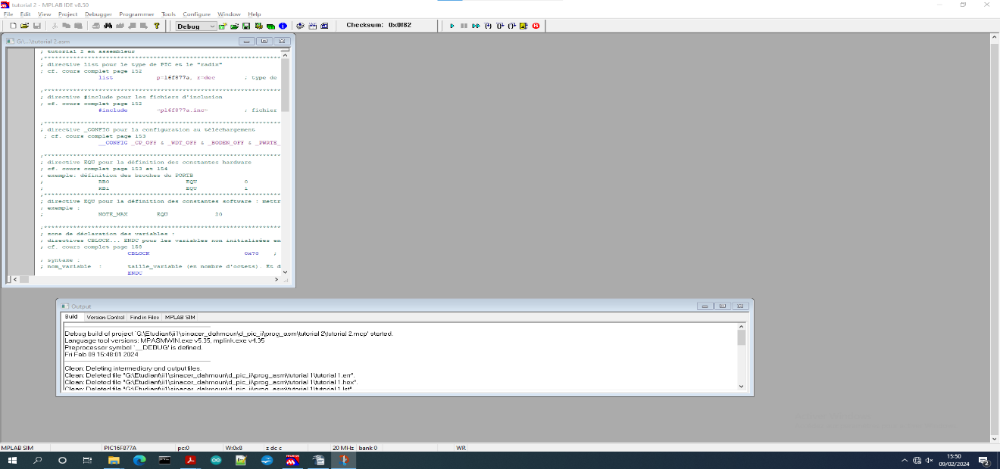 tutorial 2 - MPLAB IDE v8.50
File Edit View Project Debugger Programmer Tools Configure Window Help
Debug
Checksum: 0x0f82
G:\...\tutorial 2.asm
; tutorial 2 en assembleur
;**********************************************************************
; directive list pour le type de PIC et le "radix"
; cf. cours complet page 152
list p=16f877a, r=dec ; type de
;**********************************************************************
; directive #include pour les fichiers d'inclusion
; cf. cours complet page 152
#include <p16f877a.inc> ; fichier
;**********************************************************************
; directive _CONFIG pour la configuration au téléchargement
; cf. cours complet page 153
__CONFIG _CP_OFF & _WDT_OFF & _BODEN_OFF & _PWRTE_
;**********************************************************************
; directive EQU pour la définition des constantes hardware
; cf. cours complet page 153 et 154
; exemple: définition des broches du PORTB
; RB0 EQU 0
; RB1 EQU 1
;**********************************************************************
; directive EQU pour la définition des constantes software : mettr
; exemple :
; NOTE_MAX EQU 20
;**********************************************************************
; zone de déclaration des variables :
; directives CBLOCK... ENDC pour les variables non initialisées en
; cf. cours complet page 168
CBLOCK 0x70 ;
; syntaxe :
; nom_variable : taille_variable (en nombre d'octets). Et d
ENDC
Output
Build Version Control Find in Files MPLAB SIM
Debug build of project `G:\Etudiant\ii1\sinacer_dahmoun\d_pic_ii\prog_asm\tutorial 2\tutorial 2.mcp' started.
Language tool versions: MPASMWIN.exe v5.35, mplink.exe v4.35
Preprocessor symbol `__DEBUG' is defined.
Fri Feb 09 15:48:01 2024
Clean: Deleting intermediary and output files.
Clean: Deleted file "G:\Etudiant\ii1\sinacer_dahmoun\d_pic_ii\prog_asm\tutorial 1\tutorial 1.err".
Clean: Deleted file "G:\Etudiant\ii1\sinacer_dahmoun\d_pic_ii\prog_asm\tutorial 1\tutorial 1.hex".
Clean: Deleted file "G:\Etudiant\ii1\sinacer_dahmoun\d_pic_ii\prog_asm\tutorial 1\tutorial 1.lst".
MPLAB SIM PIC16F877A pc:0 W:0x8 z dc c 20 MHz bank 0 WR
15:50
09/02/2024
2